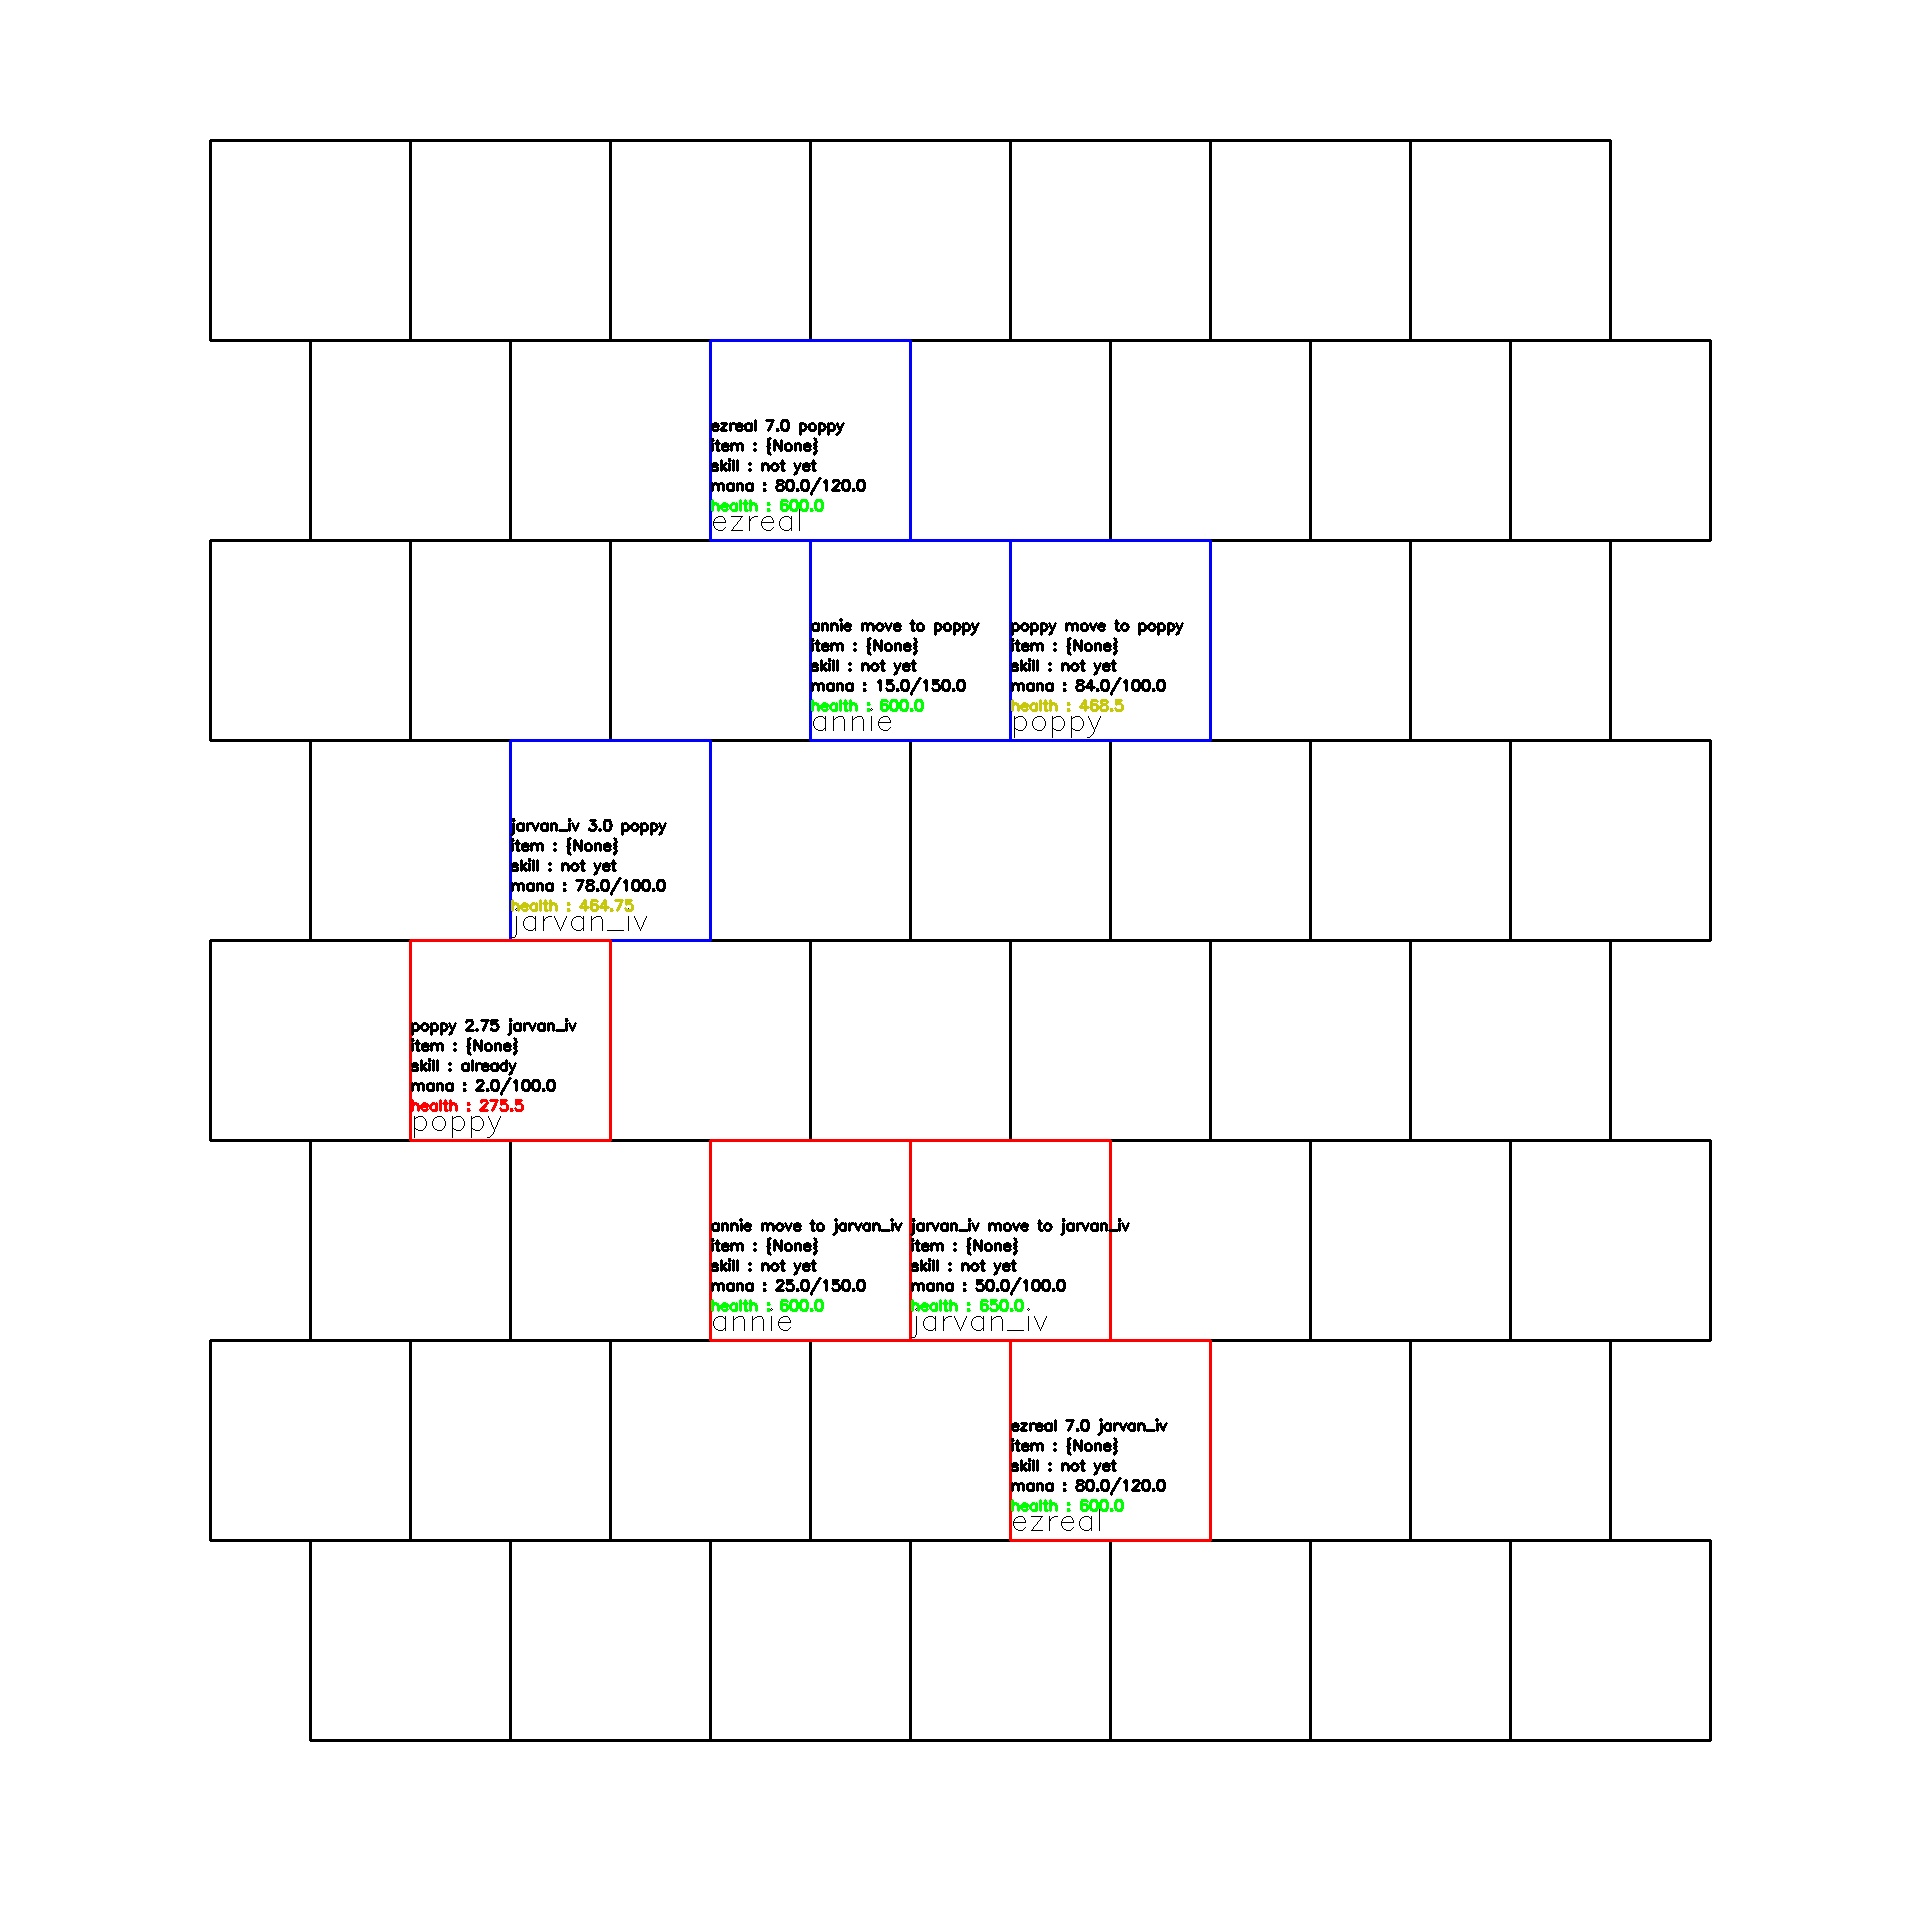 ezreal 7.0 poppy
item : {None}
skill : not yet
mana : 80.0/120.0
health : 600.0
ezreal
annie move to poppy
item : {None}
skill : not yet
mana : 15.0/150.0
health : 600.0
annie
poppy move to poppy
item : {None}
skill : not yet
mana : 84.0/100.0
health : 468.5
poppy
jarvan_iv 3.0 poppy
item : {None}
skill : not yet
mana : 78.0/100.0
health : 464.75
jarvan_iv
poppy 2.75 jarvan_iv
item : {None}
skill : already
mana : 2.0/100.0
health : 275.5
poppy
annie move to jarvan_iv
item : {None}
skill : not yet
mana : 25.0/150.0
health : 600.0
annie
jarvan_iv move to jarvan_iv
item : {None}
skill : not yet
mana : 50.0/100.0
health : 650.0
jarvan_iv
ezreal 7.0 jarvan_iv
item : {None}
skill : not yet
mana : 80.0/120.0
health : 600.0
ezreal